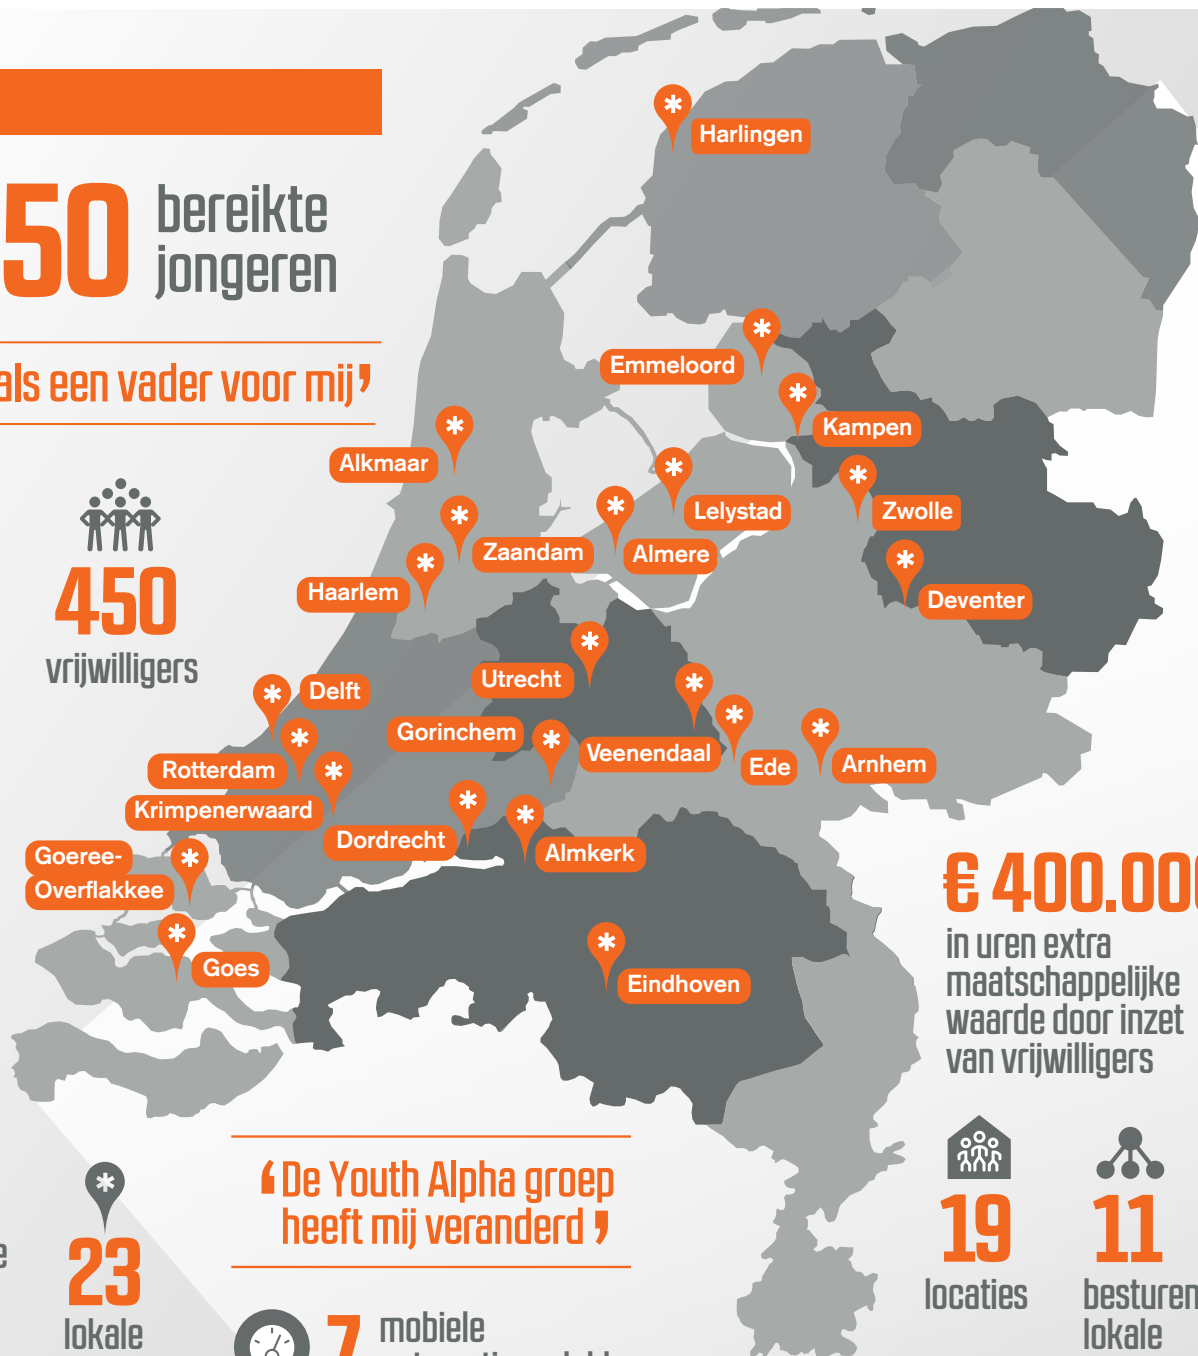 50
bereikte
jongeren
als een vader voor mij’
450
vrijwilligers
Harlingen
Emmeloord
Kampen
Alkmaar
Lelystad
Zwolle
Zaandam
Almere
Haarlem
Deventer
Utrecht
Delft
Gorinchem
Veenendaal
Ede
Arnhem
Rotterdam
Krimpenerwaard
Dordrecht
Almkerk
Goeree-
Overflakkee
Goes
Eindhoven
€ 400.000
in uren extra
maatschappelijke
waarde door inzet
van vrijwilligers
‘De Youth Alpha groep
heeft mij veranderd’
23
lokale
7
mobiele
19
locaties
11
besturen
lokale